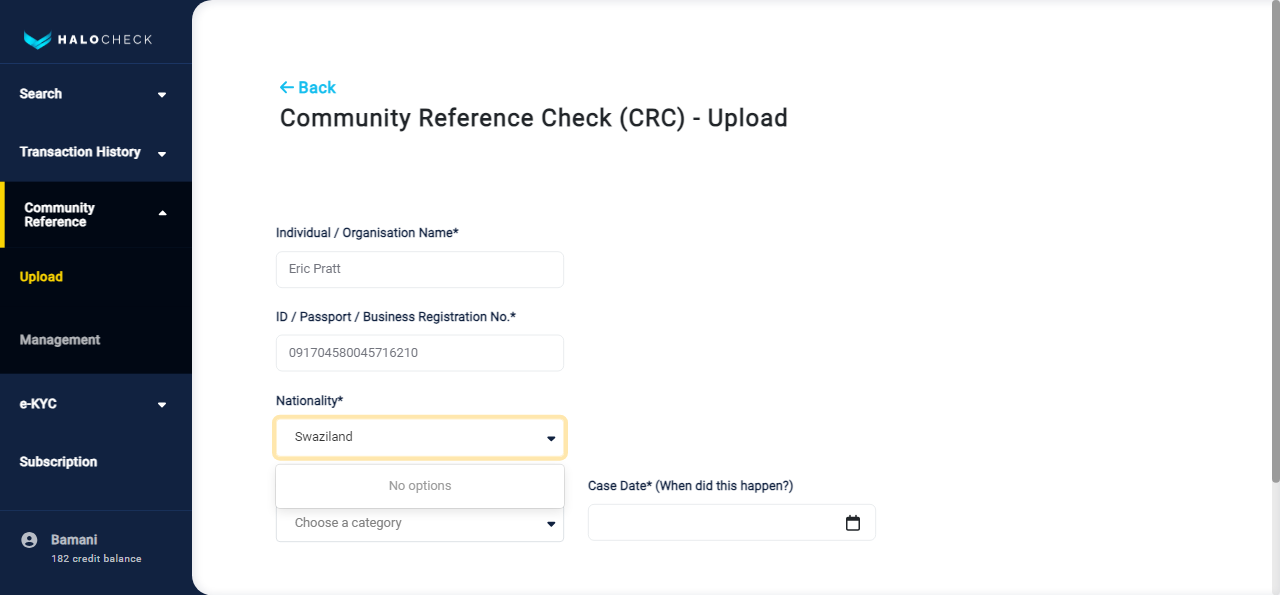 HALOCHECK
Search
Transaction History
Community
Reference
Upload
Management
e-KYC
Subscription
Bamani
182 credit balance
Back
Community Reference Check (CRC) - Upload
Individual / Organisation Name*
Eric Pratt
ID / Passport / Business Registration No.*
091704580045716210
Nationality*
Swaziland
No options
Choose a category
Case Date* (When did this happen?)